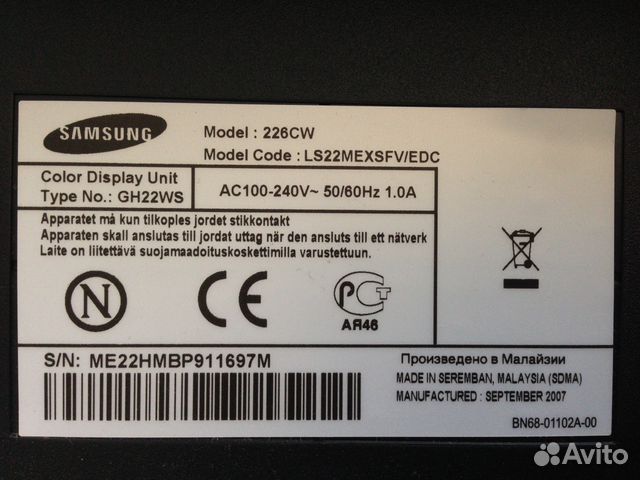 SAMSUNG
Model : 226CW
Model Code : LS22MEXSFV/EDC
Color Display Unit
Type No.: GH22WS
AC100-240V~ 50/60Hz 1.0A
Apparatet må kun tilkoples jordet stikkontakt
Apparaten skall anslutas till jordat uttag när den ansluts till ett nätverk
Laite on liitettävä suojamaadoituskoskettimilla varustettuun.
N
CE
РСТ
АЯ46
S/N: ME22HMBP911697M
Произведено в Малайзии
MADE IN SEREMBAN, MALAYSIA (SDMA)
MANUFACTURED : SEPTEMBER 2007
BN68-01102A-00
Avito